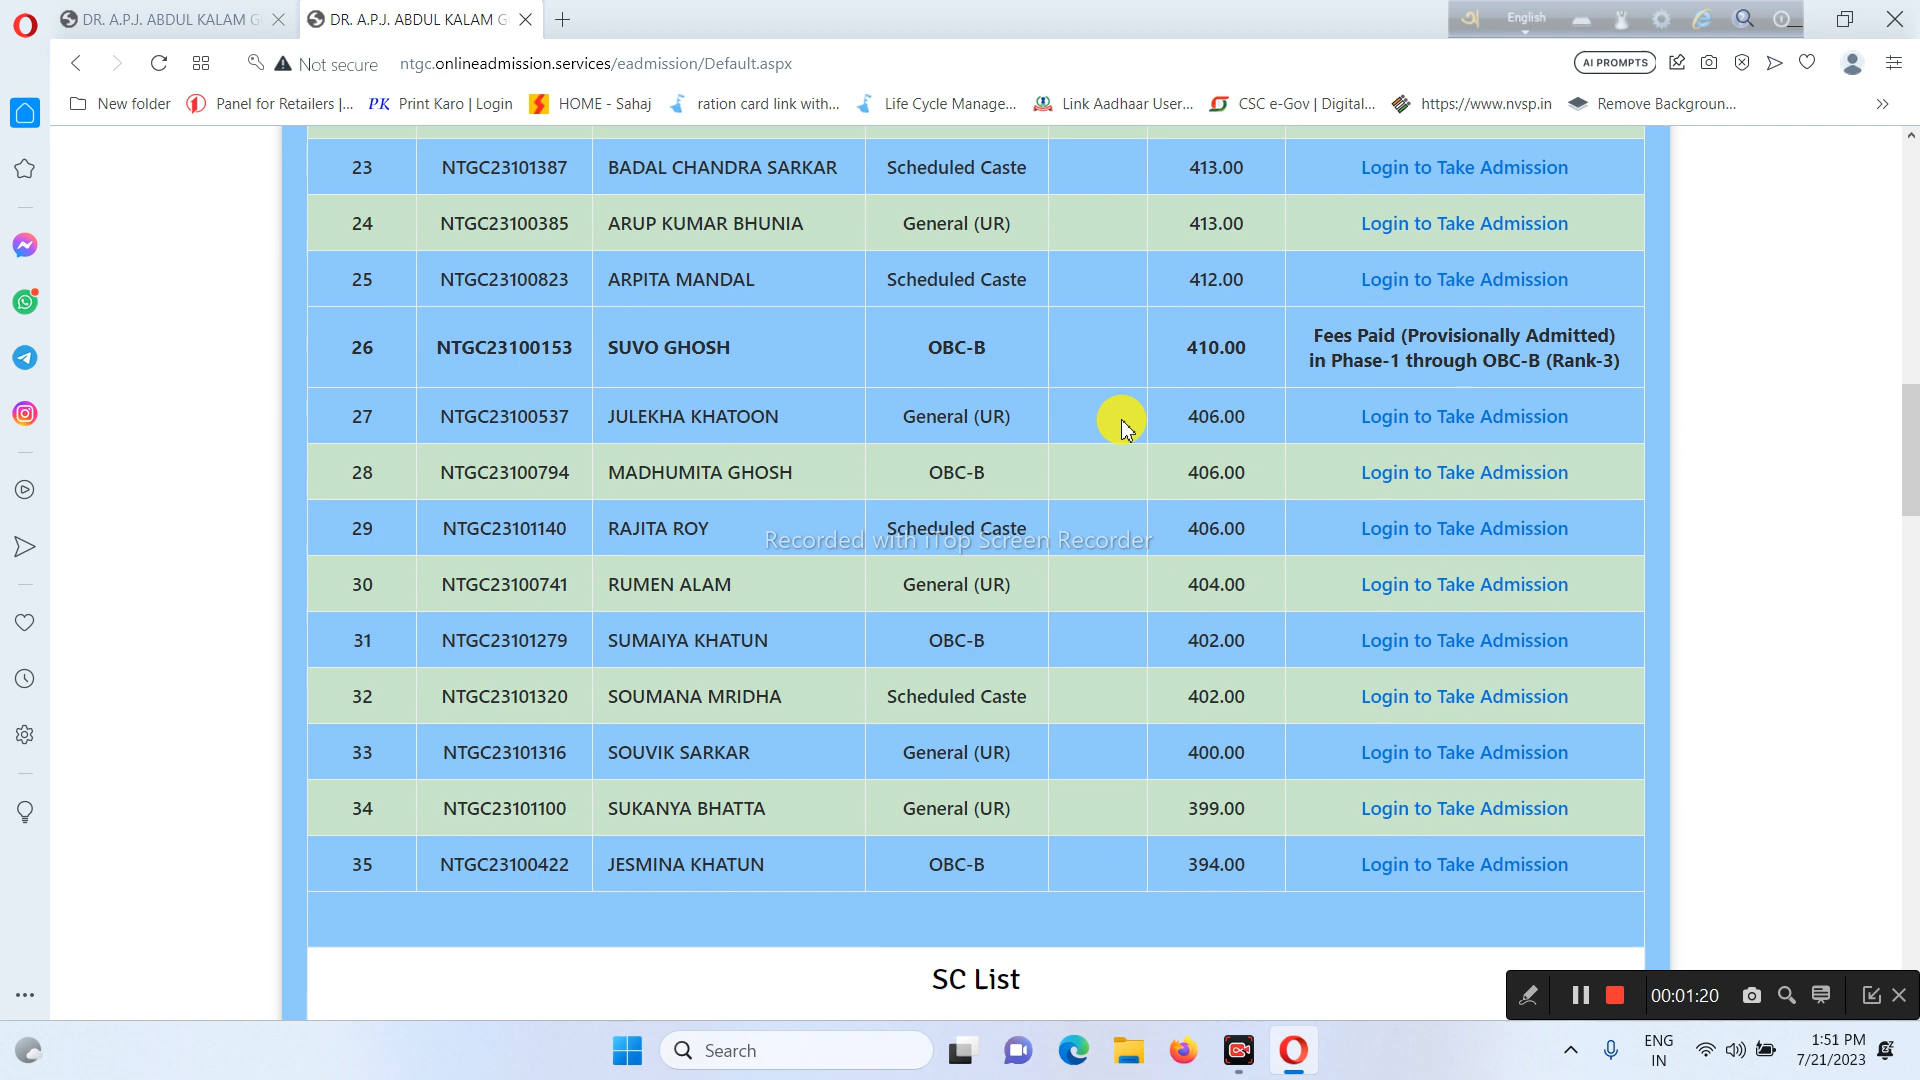 DR. A.P.J. ABDUL KALAM G
DR. A.P.J. ABDUL KALAM G
English
Not secure
ntgc.onlineadmission.services/eadmission/Default.aspx
AI PROMPTS
New folder
Panel for Retailers |...
PK Print Karo | Login
HOME - Sahaj
ration card link with...
Life Cycle Manage...
Link Aadhaar User...
CSC e-Gov | Digital...
https://www.nvsp.in
Remove Backgroun...
23 NTGC23101387 BADAL CHANDRA SARKAR Scheduled Caste 413.00 Login to Take Admission
24 NTGC23100385 ARUP KUMAR BHUNIA General (UR) 413.00 Login to Take Admission
25 NTGC23100823 ARPITA MANDAL Scheduled Caste 412.00 Login to Take Admission
26 NTGC23100153 SUVO GHOSH OBC-B 410.00 Fees Paid (Provisionally Admitted)
in Phase-1 through OBC-B (Rank-3)
27 NTGC23100537 JULEKHA KHATOON General (UR) 406.00 Login to Take Admission
28 NTGC23100794 MADHUMITA GHOSH OBC-B 406.00 Login to Take Admission
29 NTGC23101140 RAJITA ROY Scheduled Caste 406.00 Login to Take Admission
Recorded with iTop Screen Recorder
30 NTGC23100741 RUMEN ALAM General (UR) 404.00 Login to Take Admission
31 NTGC23101279 SUMAIYA KHATUN OBC-B 402.00 Login to Take Admission
32 NTGC23101320 SOUMANA MRIDHA Scheduled Caste 402.00 Login to Take Admission
33 NTGC23101316 SOUVIK SARKAR General (UR) 400.00 Login to Take Admission
34 NTGC23101100 SUKANYA BHATTA General (UR) 399.00 Login to Take Admission
35 NTGC23100422 JESMINA KHATUN OBC-B 394.00 Login to Take Admission
SC List
00:01:20
Search
ENG
IN
1:51 PM
7/21/2023